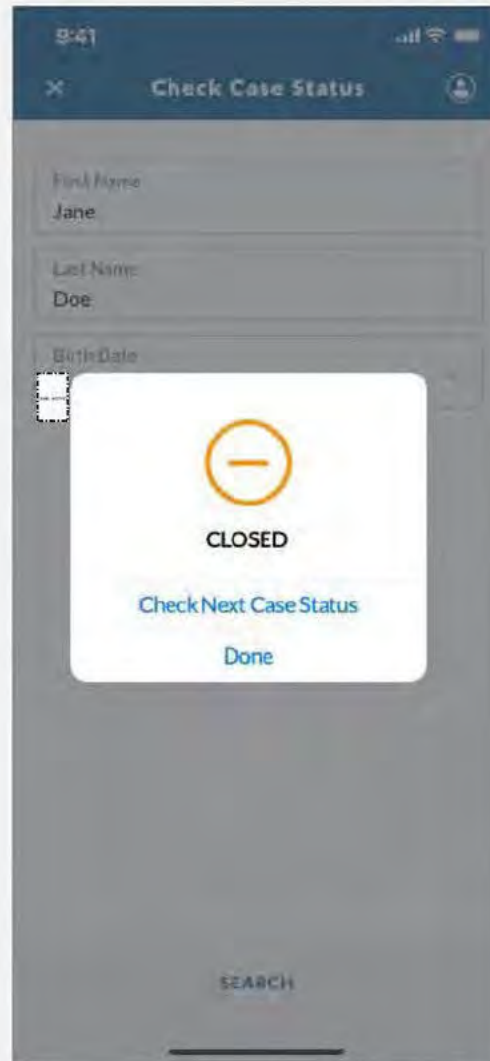 9:41
Check Case Status
First Name
Jane
Last Name
Doe
Birth Date
CLOSED
Check Next Case Status
Done
SEARCH